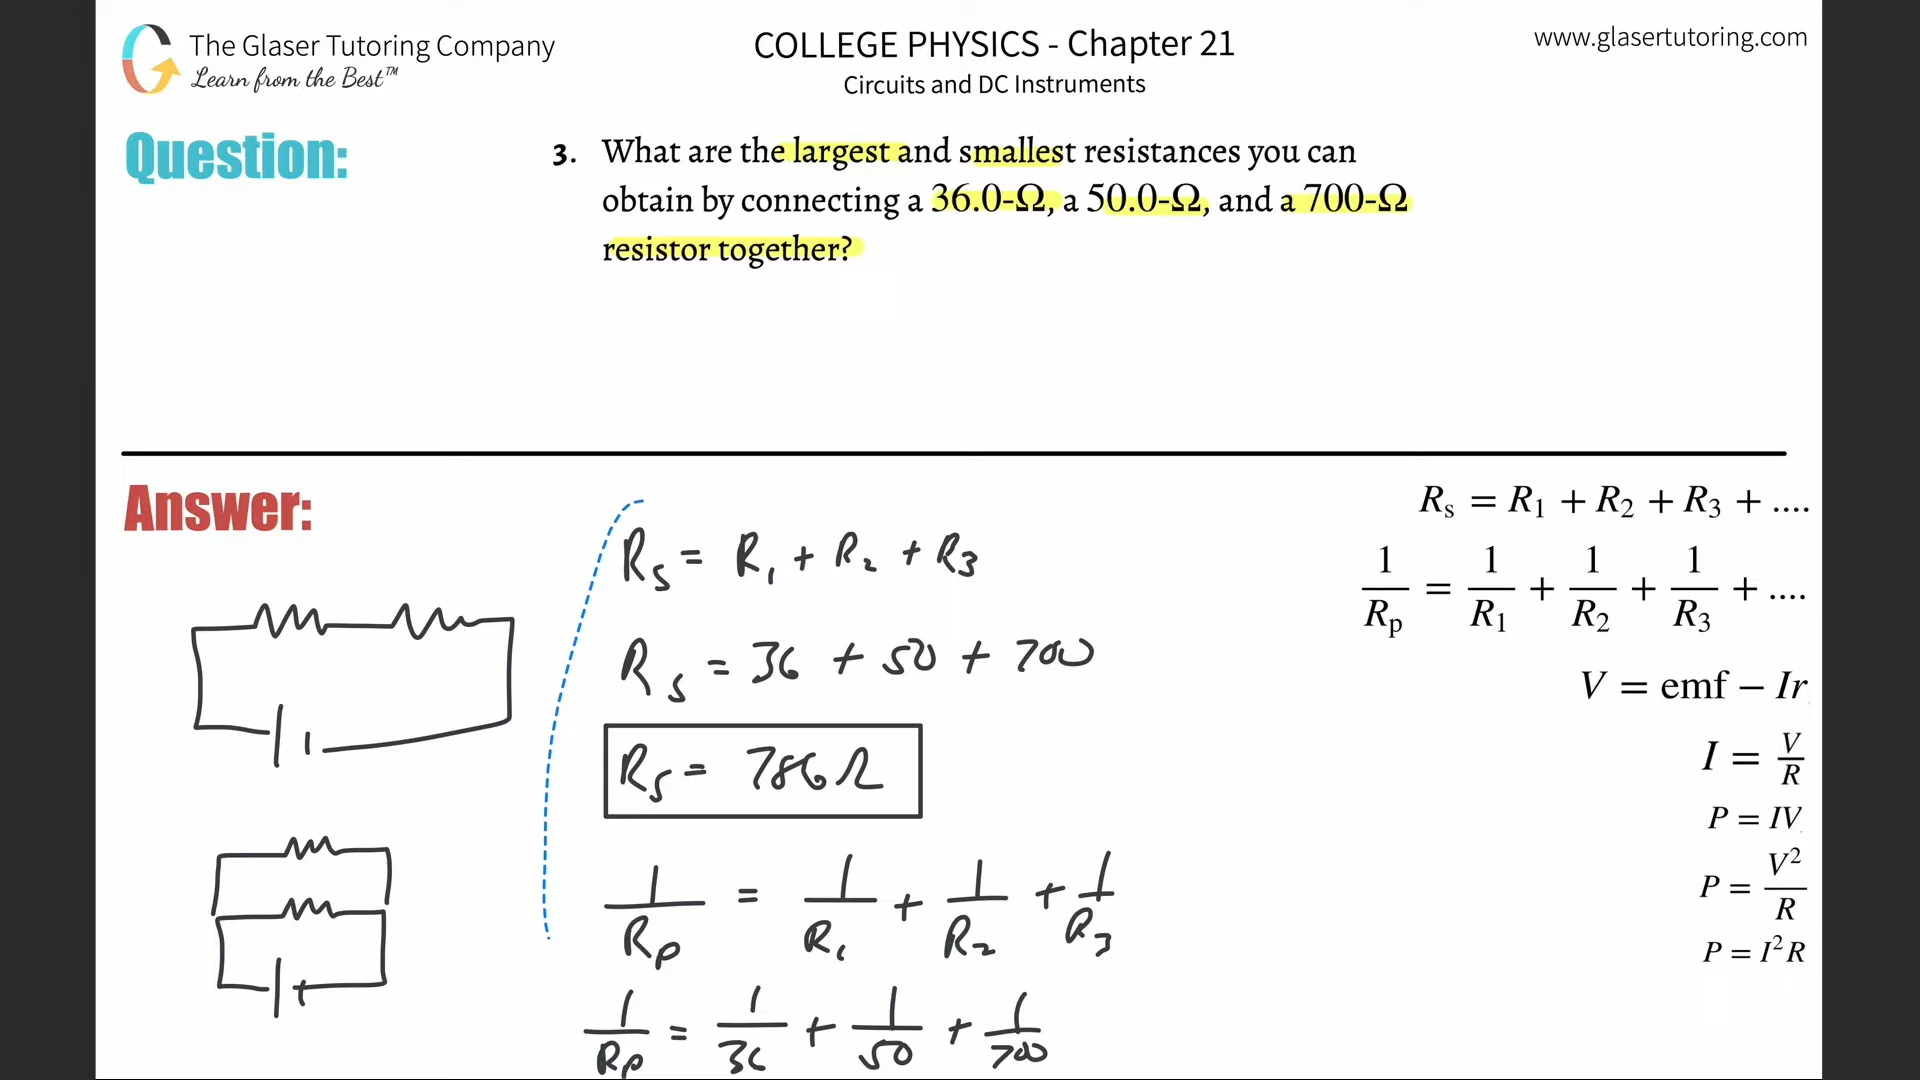 The Glaser Tutoring Company
Learn from the Best™
COLLEGE PHYSICS - Chapter 21
Circuits and DC Instruments
www.glasertutoring.com
Question:
3. What are the largest and smallest resistances you can
obtain by connecting a 36.0-Ω, a 50.0-Ω, and a 700-Ω
resistor together?
Answer:
Rs = R1 + R2 + R3
Rs = 36 + 50 + 700
Rs = 786Ω
1/Rp = 1/R1 + 1/R2 + 1/R3
1/Rp = 1/36 + 1/50 + 1/700
Rs = R1 + R2 + R3 + ....
1/Rp = 1/R1 + 1/R2 + 1/R3 + ....
V = emf − Ir
I = V/R
P = IV
P = V²/R
P = I²R